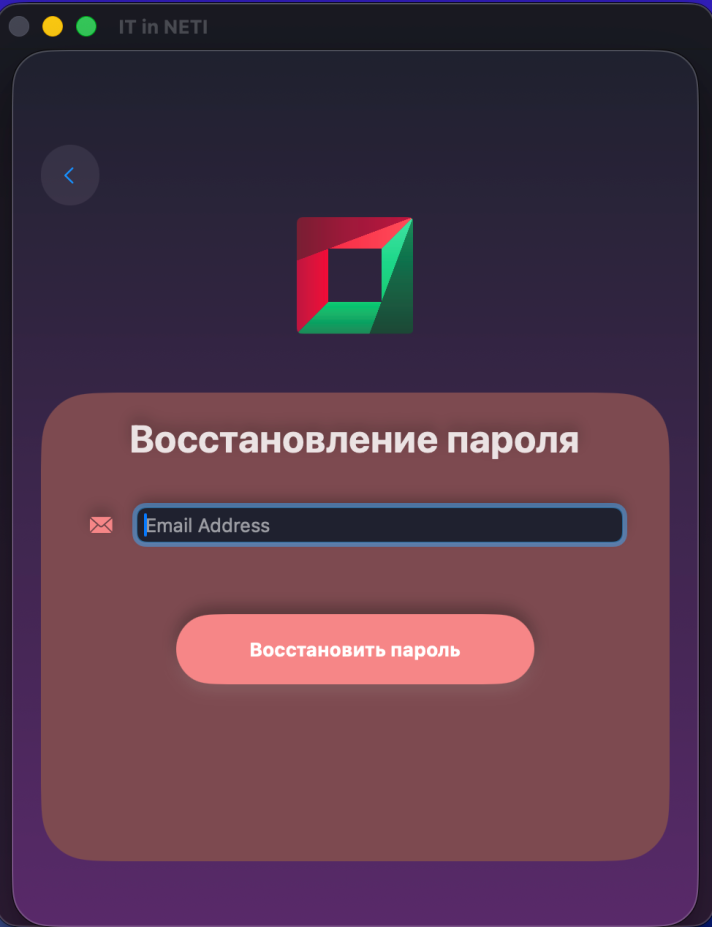 IT in NETI
Восстановление пароля
Email Address
Восстановить пароль